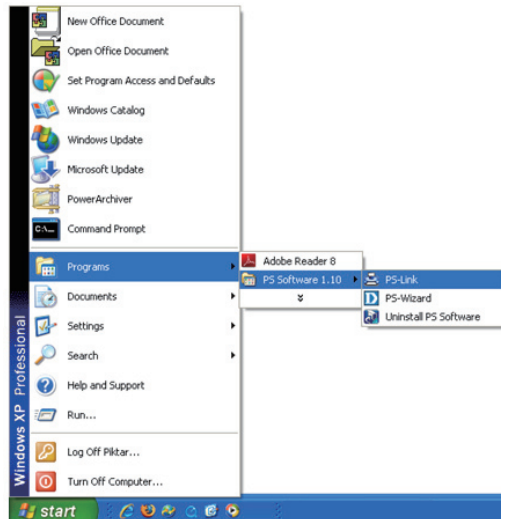 New Office Document
Open Office Document
Set Program Access and Defaults
Windows Catalog
Windows Update
Microsoft Update
PowerArchiver
C:\_
Command Prompt
Programs
Documents
Settings
Search
Help and Support
Run...
Log Off Piktar...
Turn Off Computer...
Adobe Reader 8
PS Software 1.10
PS-Link
PS-Wizard
Uninstall PS Software
Windows XP Professional
start